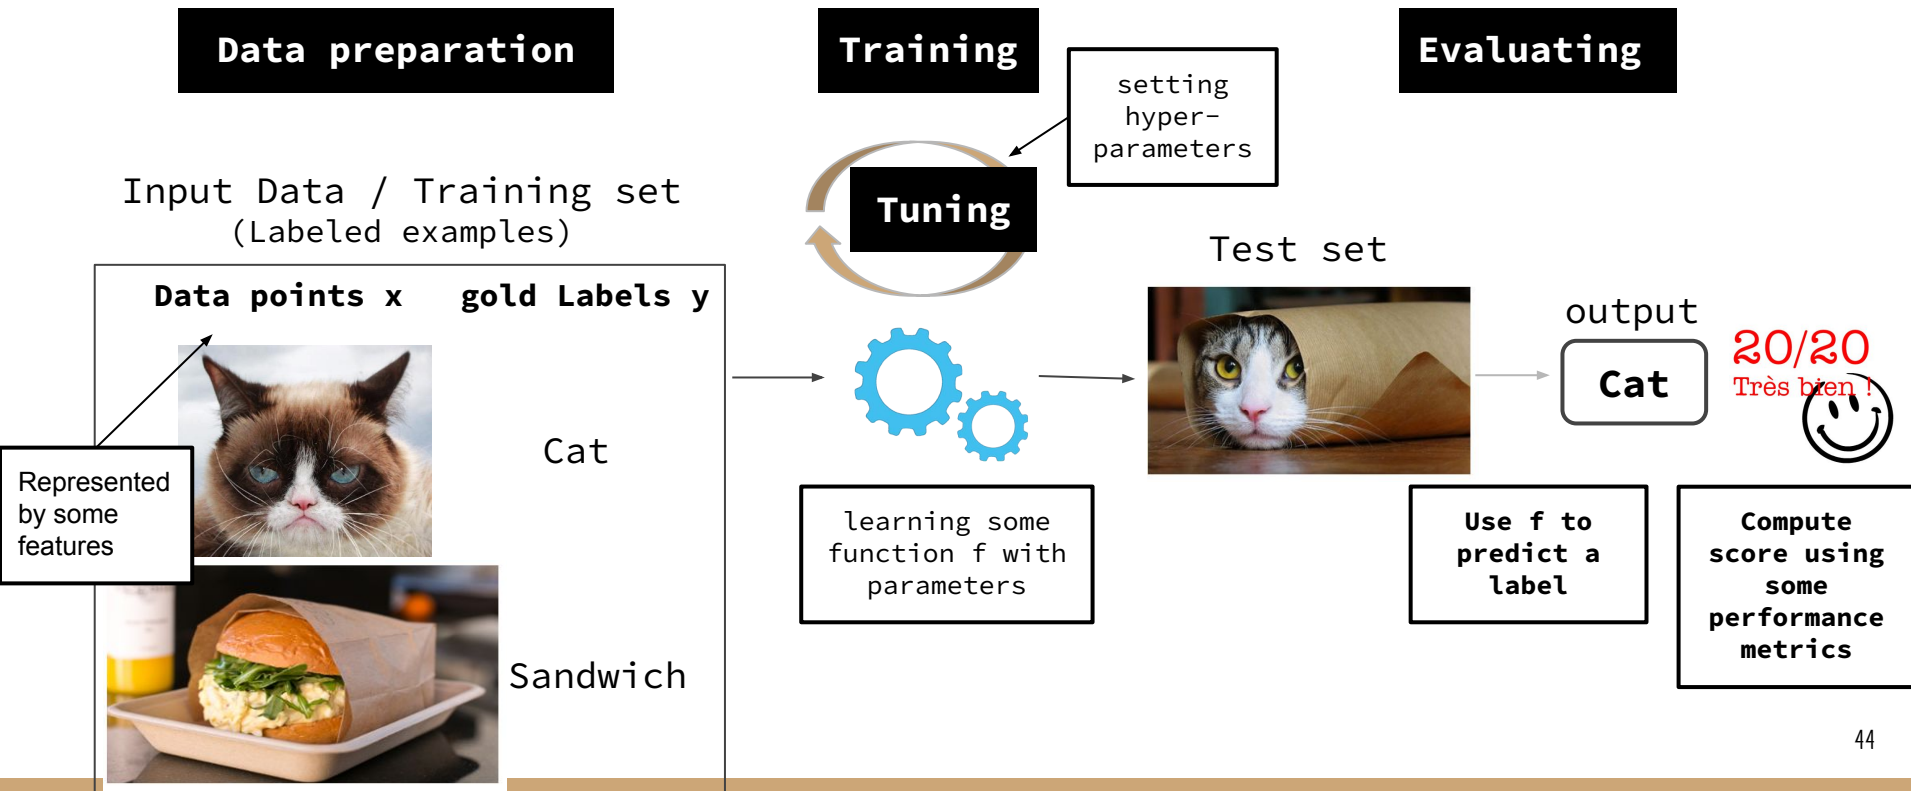 Data preparation
Training
Evaluating
setting
hyper-
parameters
Tuning
Input Data / Training set
(Labeled examples)
Data points x
gold Labels y
Represented
by some
features
Cat
Sandwich
learning some
function f with
parameters
Test set
output
Cat
20/20
Très bien !
Use f to
predict a
label
Compute
score using
some
performance
metrics
44